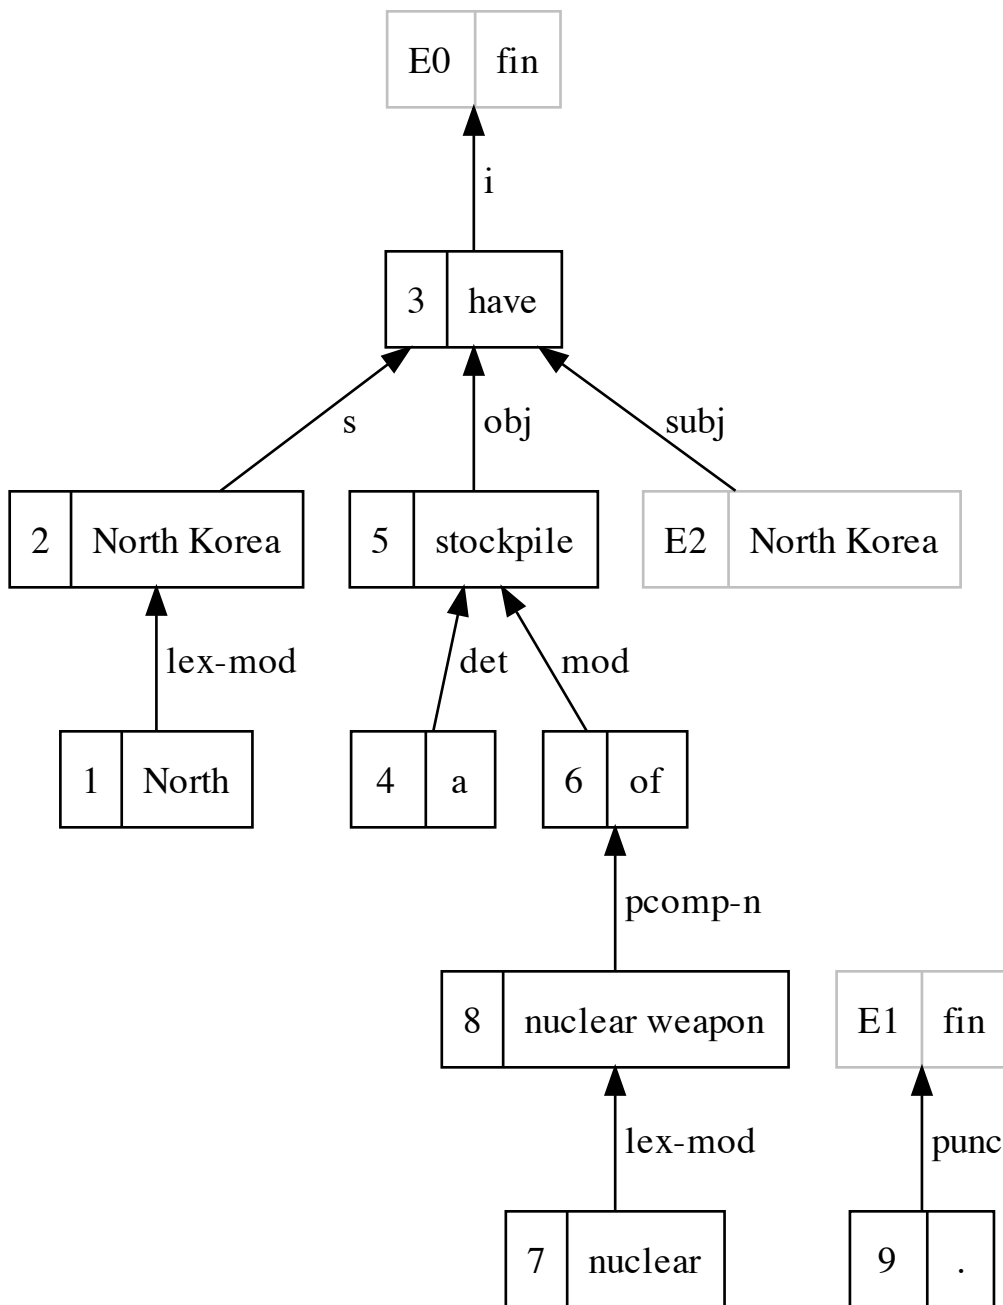 E0 fin
i
3 have
s obj subj
2 North Korea 5 stockpile E2 North Korea
lex-mod det mod
1 North 4 a 6 of
pcomp-n
8 nuclear weapon E1 fin
lex-mod punc
7 nuclear 9 .